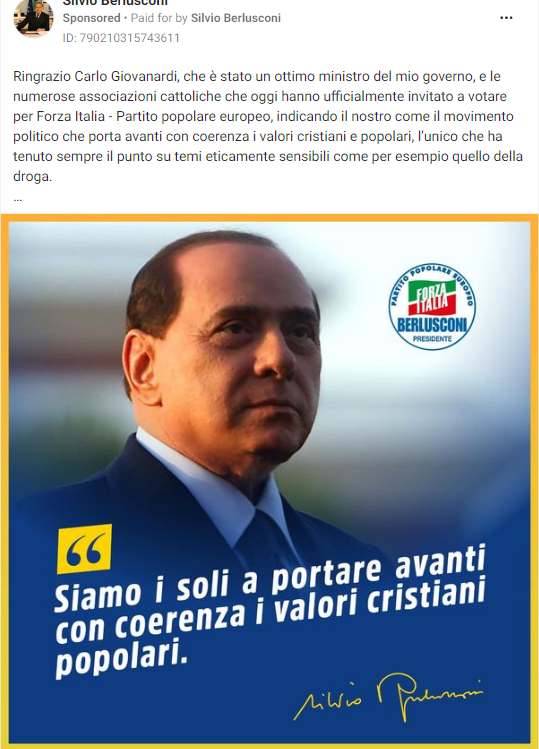 Silvio Berlusconi
Sponsored • Paid for by Silvio Berlusconi
ID: 790210315743611
Ringrazio Carlo Giovanardi, che è stato un ottimo ministro del mio governo, e le
numerose associazioni cattoliche che oggi hanno ufficialmente invitato a votare
per Forza Italia - Partito popolare europeo, indicando il nostro come il movimento
politico che porta avanti con coerenza i valori cristiani e popolari, l'unico che ha
tenuto sempre il punto su temi eticamente sensibili come per esempio quello della
droga.
...
PARTITO POPOLARE EUROPEO
FORZA
ITALIA
BERLUSCONI
PRESIDENTE
“
Siamo i soli a portare avanti
con coerenza i valori cristiani
popolari.
Silvio Berlusconi